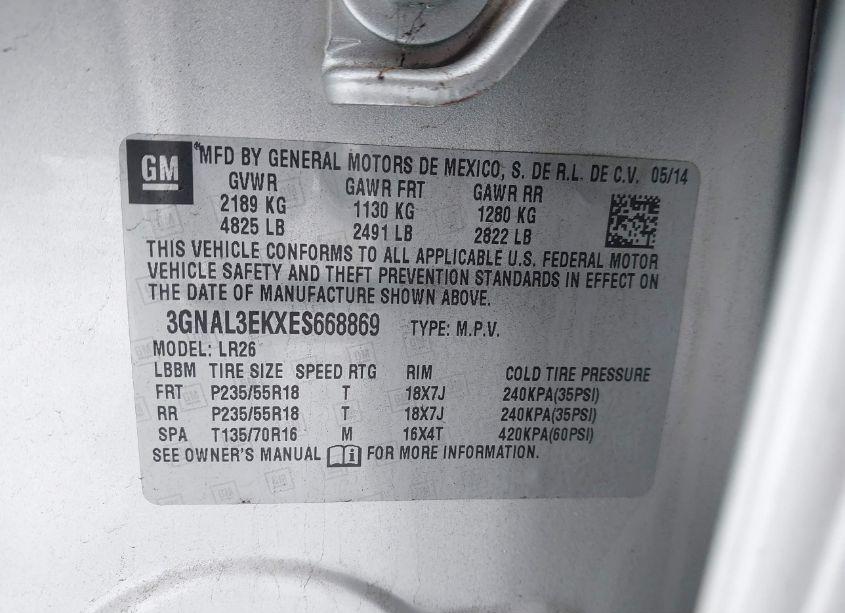 GM
*MFD BY GENERAL MOTORS DE MEXICO, S. DE R.L. DE C.V. 05/14
GVWR GAWR FRT GAWR RR
2189 KG 1130 KG 1280 KG
4825 LB 2491 LB 2822 LB
THIS VEHICLE CONFORMS TO ALL APPLICABLE U.S. FEDERAL MOTOR
VEHICLE SAFETY AND THEFT PREVENTION STANDARDS IN EFFECT ON
THE DATE OF MANUFACTURE SHOWN ABOVE.
3GNAL3EKXES668869 TYPE: M.P.V.
MODEL: LR26
LBBM TIRE SIZE SPEED RTG RIM COLD TIRE PRESSURE
FRT P235/55R18 T 18X7J 240KPA(35PSI)
RR P235/55R18 T 18X7J 240KPA(35PSI)
SPA T135/70R16 M 16X4T 420KPA(60PSI)
SEE OWNER'S MANUAL i FOR MORE INFORMATION.